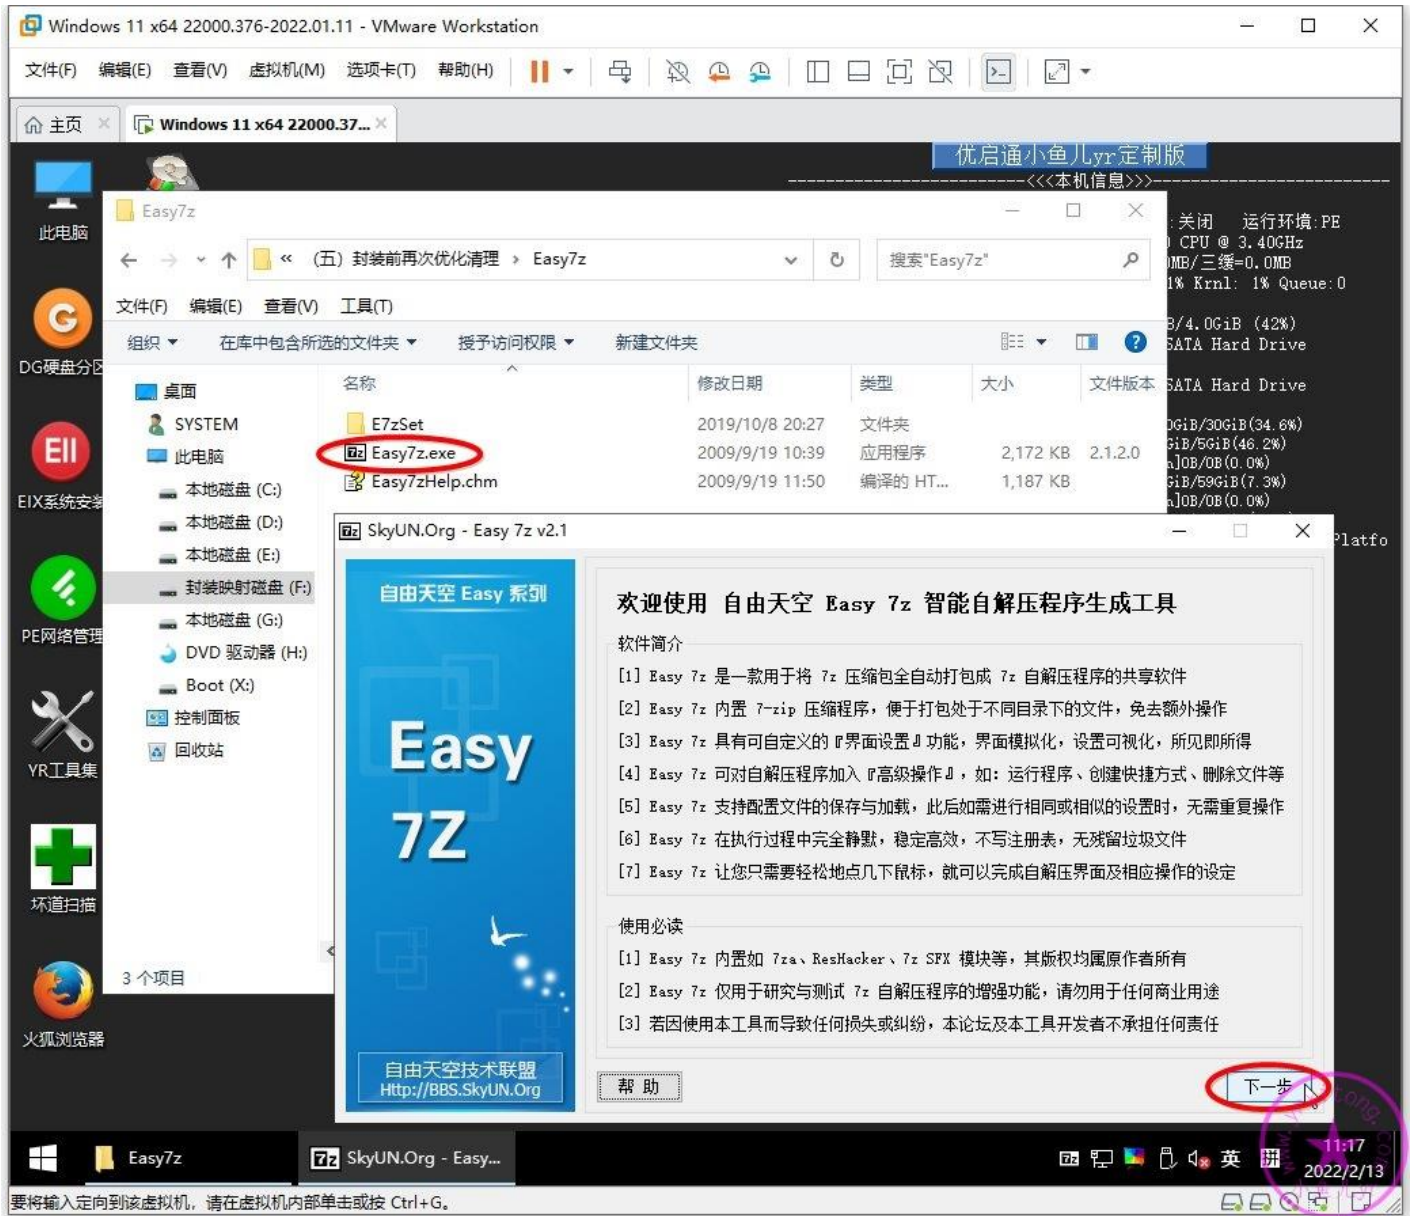 Windows 11 x64 22000.376-2022.01.11 - VMware Workstation
文件(F) 编辑(E) 查看(V) 虚拟机(M) 选项卡(T) 帮助(H)
主页
Windows 11 x64 22000.37...
优启通小鱼儿yr定制版
<<<本机信息>>>
:关闭 运行环境:PE
CPU @ 3.40GHz
MB/三缓=0.0MB
1% Krnl: 1% Queue:0
/4.0GiB (42%)
SATA Hard Drive
SATA Hard Drive
GiB/30GiB(34.6%)
GiB/5GiB(46.2%)
]0B/0B(0.0%)
GiB/59GiB(7.3%)
]0B/0B(0.0%)
Platfo
此电脑
DG硬盘分区
EII
EIX系统安装
PE网络管理
YR工具集
坏道扫描
火狐浏览器
Easy7z
« （五）封装前再次优化清理 › Easy7z
搜索"Easy7z"
文件(F) 编辑(E) 查看(V) 工具(T)
组织 在库中包含所选的文件夹 授予访问权限 新建文件夹
名称 修改日期 类型 大小 文件版本
E7zSet 2019/10/8 20:27 文件夹
Easy7z.exe 2009/9/19 10:39 应用程序 2,172 KB 2.1.2.0
Easy7zHelp.chm 2009/9/19 11:50 编译的 HT... 1,187 KB
桌面
SYSTEM
此电脑
本地磁盘 (C:)
本地磁盘 (D:)
本地磁盘 (E:)
封装映射磁盘 (F:)
本地磁盘 (G:)
DVD 驱动器 (H:)
Boot (X:)
控制面板
回收站
3 个项目
SkyUN.Org - Easy 7z v2.1
自由天空 Easy 系列
Easy
7Z
自由天空技术联盟
Http://BBS.SkyUN.Org
欢迎使用 自由天空 Easy 7z 智能自解压程序生成工具
软件简介
[1] Easy 7z 是一款用于将 7z 压缩包全自动打包成 7z 自解压程序的共享软件
[2] Easy 7z 内置 7-zip 压缩程序，便于打包处于不同目录下的文件，免去额外操作
[3] Easy 7z 具有可自定义的『界面设置』功能，界面模拟化，设置可视化，所见即所得
[4] Easy 7z 可对自解压程序加入『高级操作』，如：运行程序、创建快捷方式、删除文件等
[5] Easy 7z 支持配置文件的保存与加载，此后如需进行相同或相似的设置时，无需重复操作
[6] Easy 7z 在执行过程中完全静默，稳定高效，不写注册表，无残留垃圾文件
[7] Easy 7z 让您只需要轻松地点几下鼠标，就可以完成自解压界面及相应操作的设定
使用必读
[1] Easy 7z 内置如 7za、ResHacker、7z SFX 模块等，其版权均属原作者所有
[2] Easy 7z 仅用于研究与测试 7z 自解压程序的增强功能，请勿用于任何商业用途
[3] 若因使用本工具而导致任何损失或纠纷，本论坛及本工具开发者不承担任何责任
帮 助
下一步
Easy7z
SkyUN.Org - Easy...
英 拼
11:17
2022/2/13
要将输入定向到该虚拟机，请在虚拟机内部单击或按 Ctrl+G。